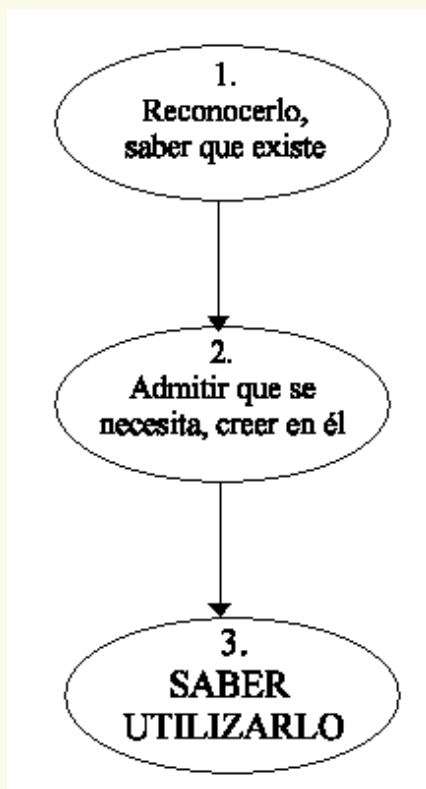 1.
Reconocerlo,
saber que existe
2.
Admitir que se
necesita, creer en él
3.
SABER
UTILIZARLO